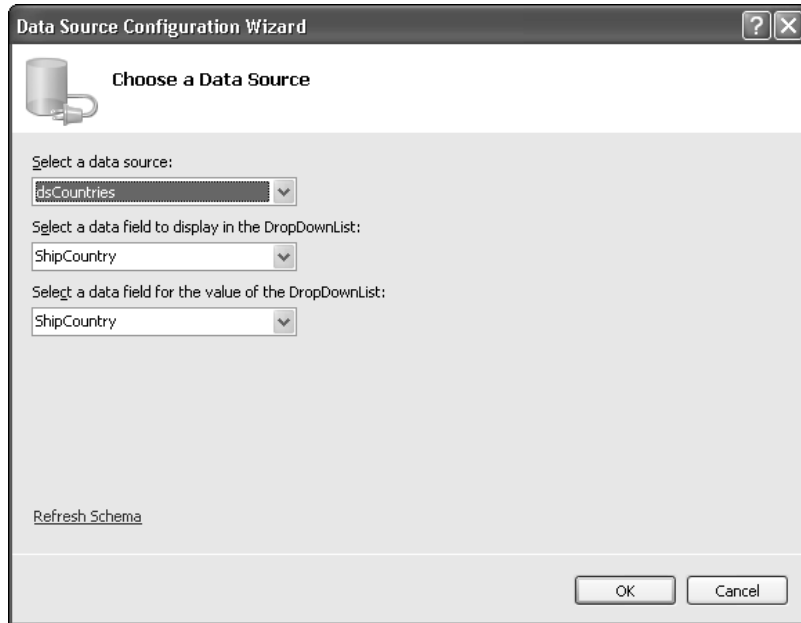 Data Source Configuration Wizard
Choose a Data Source
Select a data source:
dsCountries
Select a data field to display in the DropDownList:
ShipCountry
Select a data field for the value of the DropDownList:
ShipCountry
Refresh Schema
OK Cancel